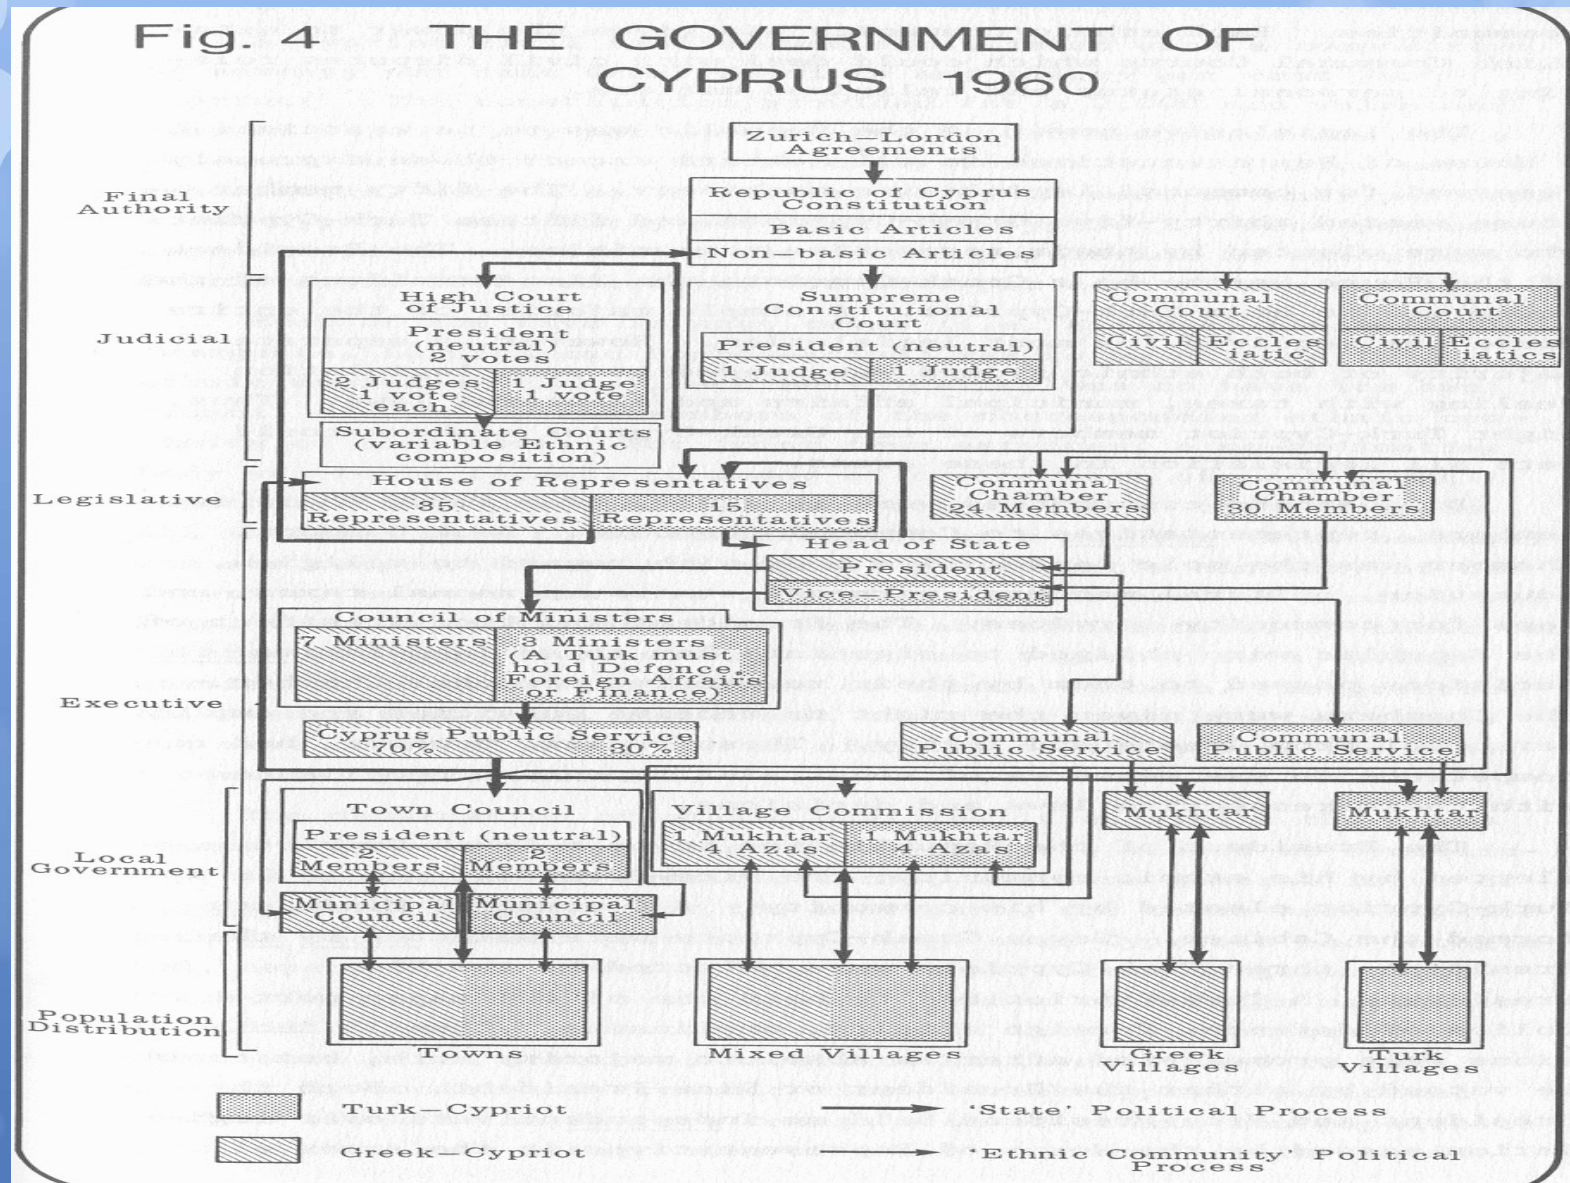 Fig. 4 THE GOVERNMENT OF
CYPRUS 1960
Zurich-London
Agreements
Final
Authority
Republic of Cyprus
Constitution
Basic Articles
Non-basic Articles
Judicial
High Court
of Justice
President
(neutral)
2 votes
2 Judges
1 vote
each
1 Judge
1 vote
Subordinate Courts
(variable Ethnic
composition)
Sumpreme
Constitutional
Court
President (neutral)
1 Judge
1 Judge
Communal
Court
Civil
Eccles
iatic
Communal
Court
Civil
Eccles
iatics
Legislative
House of Representatives
35
Representatives
15
Representatives
Communal
Chamber
24 Members
Communal
Chamber
30 Members
Head of State
President
Vice-President
Executive
Council of Ministers
7 Ministers
3 Ministers
(A Turk must
hold Defence,
Foreign Affairs
or Finance)
Cyprus Public Service
70%
30%
Communal
Public Service
Communal
Public Service
Local
Government
Town Council
President (neutral)
2
Members
2
Members
Municipal
Council
Municipal
Council
Village Commission
1 Mukhtar
4 Azas
1 Mukhtar
4 Azas
Mukhtar
Mukhtar
Population
Distribution
Towns
Mixed Villages
Greek
Villages
Turk
Villages
Turk-Cypriot
Greek-Cypriot
'State' Political Process
'Ethnic Community' Political
Process